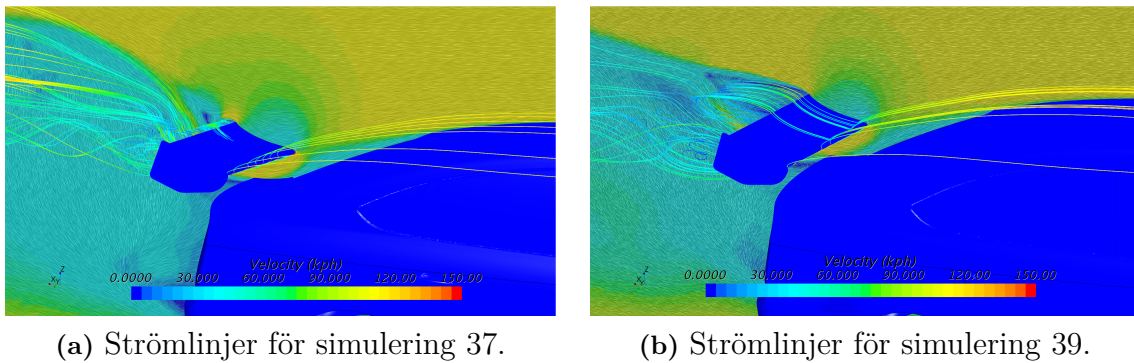 Velocity (kph)
0.0000 30.000 60.000 90.000 120.00 150.00
Velocity (kph)
0.0000 30.000 60.000 90.000 120.00 150.00
(a) Strömlinjer för simulering 37.
(b) Strömlinjer för simulering 39.